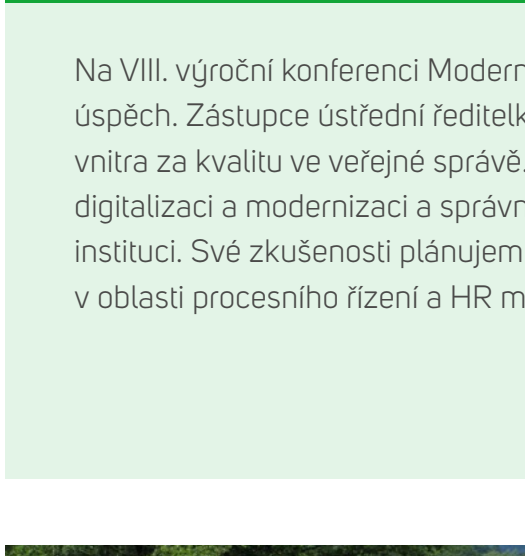 Na VIII. výroční konferenci Modern
úspěch. Zástupce ústřední ředitelk
vnitra za kvalitu ve veřejné správě.
digitalizaci a modernizaci a správn
instituci. Své zkušenosti plánujem
v oblasti procesního řízení a HR m